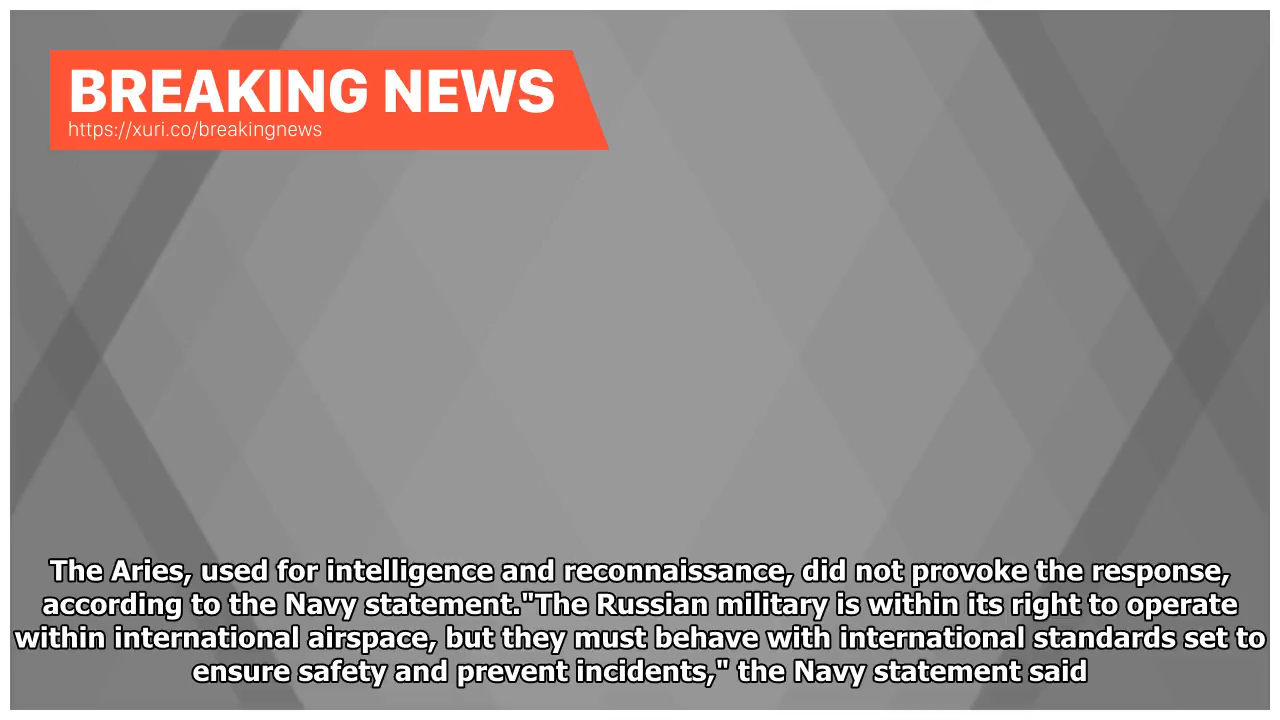 BREAKING NEWS
https://xuri.co/breakingnews
The Aries, used for intelligence and reconnaissance, did not provoke the response,
according to the Navy statement."The Russian military is within its right to operate
within international airspace, but they must behave with international standards set to
ensure safety and prevent incidents," the Navy statement said